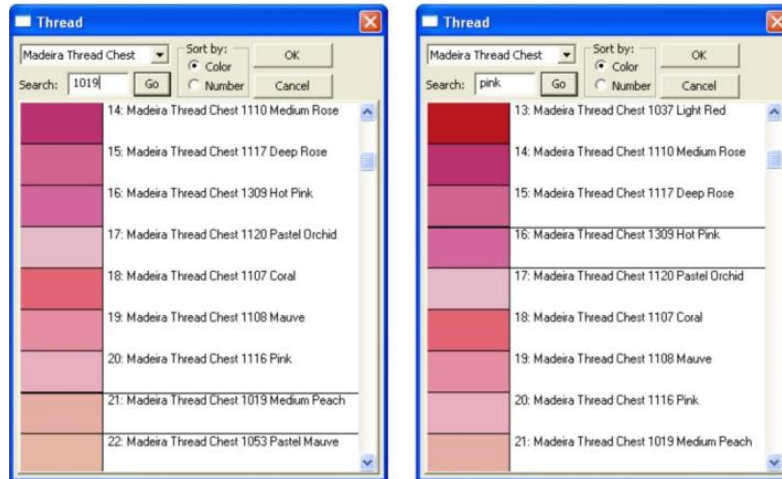 Thread
Madeira Thread Chest
Sort by:
Color
Number
OK
Search: 1019
Go
Cancel
14: Madeira Thread Chest 1110 Medium Rose
15: Madeira Thread Chest 1117 Deep Rose
16: Madeira Thread Chest 1309 Hot Pink
17: Madeira Thread Chest 1120 Pastel Orchid
18: Madeira Thread Chest 1107 Coral
19: Madeira Thread Chest 1108 Mauve
20: Madeira Thread Chest 1116 Pink
21: Madeira Thread Chest 1019 Medium Peach
22: Madeira Thread Chest 1053 Pastel Mauve
Thread
Madeira Thread Chest
Sort by:
Color
Number
OK
Search: pink
Go
Cancel
13: Madeira Thread Chest 1037 Light Red
14: Madeira Thread Chest 1110 Medium Rose
15: Madeira Thread Chest 1117 Deep Rose
16: Madeira Thread Chest 1309 Hot Pink
17: Madeira Thread Chest 1120 Pastel Orchid
18: Madeira Thread Chest 1107 Coral
19: Madeira Thread Chest 1108 Mauve
20: Madeira Thread Chest 1116 Pink
21: Madeira Thread Chest 1019 Medium Peach